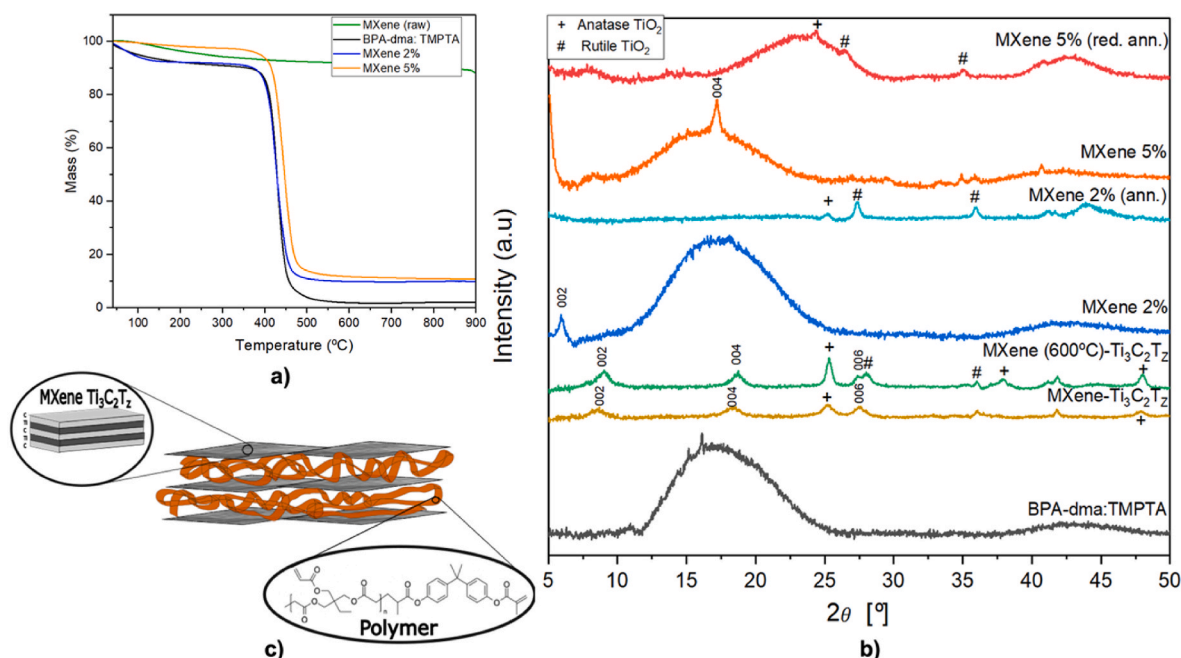 MXene (raw)
BPA-dma: TMPTA
MXene 2%
MXene 5%
100
80
60
40
20
0
Mass (%)
100 200 300 400 500 600 700 800 900
Temperature (ºC)
a)
MXene Ti₃C₂T𝓏
C
Ti
C
Ti
C
Polymer
O
O
O
O
O
O
n
O
O
O
O
c)
+ Anatase TiO₂
# Rutile TiO₂
+
#
#
MXene 5% (red. ann.)
004
MXene 5%
+
#
#
MXene 2% (ann.)
002
MXene 2%
MXene (600ºC)-Ti₃C₂T𝓏
002
004
+
006
#
#
+
+
MXene-Ti₃C₂T𝓏
002
004
+
006
+
BPA-dma:TMPTA
Intensity (a.u)
5 10 15 20 25 30 35 40 45 50
2θ [º]
b)